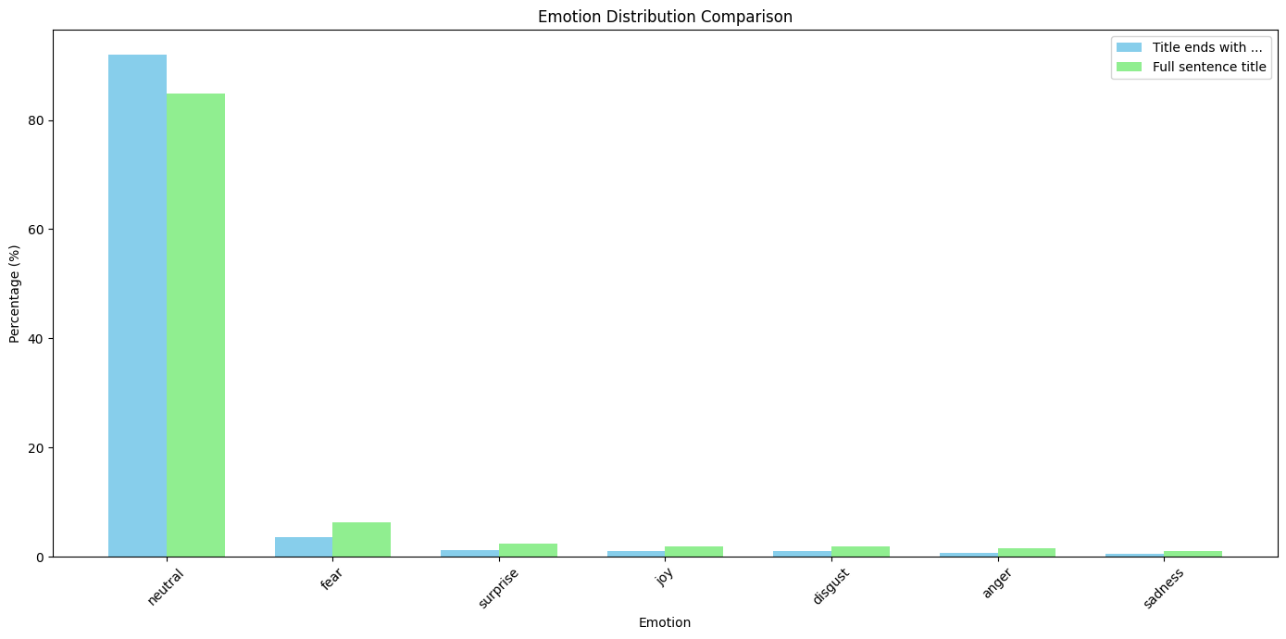 Emotion Distribution Comparison
Title ends with ...
Full sentence title
Percentage (%)
80
60
40
20
0
neutral
fear
surprise
joy
disgust
anger
sadness
Emotion